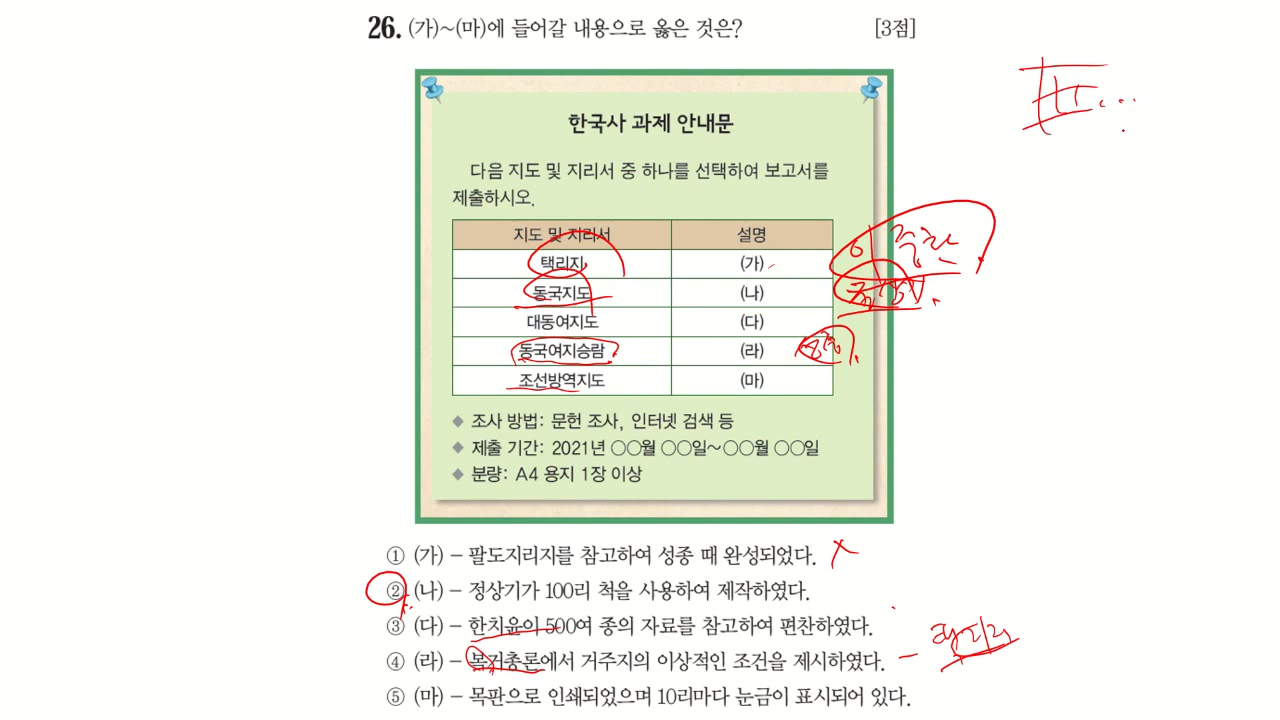 26. (가)~(마)에 들어갈 내용으로 옳은 것은? [3점]
한국사 과제 안내문
다음 지도 및 지리서 중 하나를 선택하여 보고서를
제출하시오.
지도 및 지리서 설명
택리지 (가)
동국지도 (나)
대동여지도 (다)
동국여지승람 (라)
조선방역지도 (마)
◆ 조사 방법: 문헌 조사, 인터넷 검색 등
◆ 제출 기간: 2021년 ○○월 ○○일~○○월 ○○일
◆ 분량: A4 용지 1장 이상
① (가) - 팔도지리지를 참고하여 성종 때 완성되었다.
② (나) - 정상기가 100리 척을 사용하여 제작하였다.
③ (다) - 한치윤이 500여 종의 자료를 참고하여 편찬하였다.
④ (라) - 복거총론에서 거주지의 이상적인 조건을 제시하였다.
⑤ (마) - 목판으로 인쇄되었으며 10리마다 눈금이 표시되어 있다.